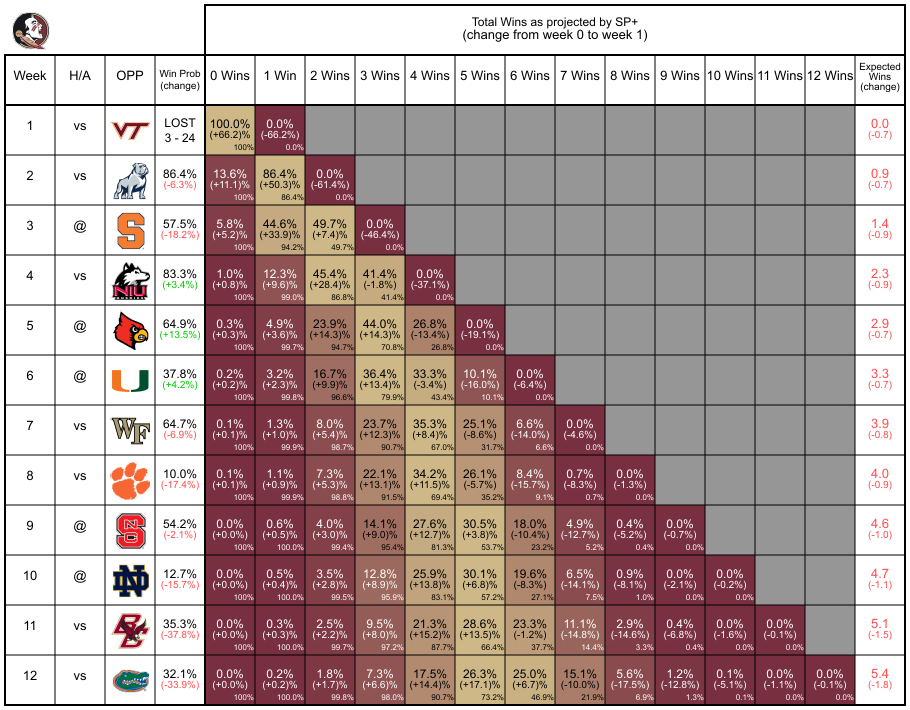 Total Wins as projected by SP+
(change from week 0 to week 1)
Week H/A OPP Win Prob (change) 0 Wins 1 Win 2 Wins 3 Wins 4 Wins 5 Wins 6 Wins 7 Wins 8 Wins 9 Wins 10 Wins 11 Wins 12 Wins Expected Wins (change)
1 vs VT LOST 100.0% 0.0% 0.0
3 - 24 (+66.2)% (-66.2%) (-0.7)
100% 0.0%
2 vs 86.4% 13.6% 86.4% 0.0% 0.9
(-6.3%) (+11.1)% (+50.3)% (-61.4%) (-0.7)
100% 86.4% 0.0%
3 @ S 57.5% 5.8% 44.6% 49.7% 0.0% 1.4
(-18.2%) (+5.2)% (+33.9)% (+7.4)% (-46.4%) (-0.9)
100% 94.2% 49.7% 0.0%
4 vs NIU 83.3% 1.0% 12.3% 45.4% 41.4% 0.0% 2.3
(+3.4%) (+0.8)% (+9.6)% (+28.4)% (-1.8%) (-37.1%) (-0.9)
100% 99.0% 86.8% 41.4% 0.0%
5 @ 64.9% 0.3% 4.9% 23.9% 44.0% 26.8% 0.0% 2.9
(+13.5%) (+0.3)% (+3.6)% (+14.3)% (+14.3)% (-13.4%) (-19.1%) (-0.7)
100% 99.7% 94.7% 70.8% 26.8% 0.0%
6 @ U 37.8% 0.2% 3.2% 16.7% 36.4% 33.3% 10.1% 0.0% 3.3
(+4.2%) (+0.2)% (+2.3)% (+9.9)% (+13.4)% (-3.4%) (-16.0%) (-6.4%) (-0.7)
100% 99.8% 96.6% 79.9% 43.4% 10.1% 0.0%
7 vs WF 64.7% 0.1% 1.3% 8.0% 23.7% 35.3% 25.1% 6.6% 0.0% 3.9
(-6.9%) (+0.1)% (+1.0)% (+5.4)% (+12.3)% (+8.4)% (-8.6%) (-14.0%) (-4.6%) (-0.8)
100% 99.9% 98.7% 90.7% 67.0% 31.7% 6.6% 0.0%
8 vs 10.0% 0.1% 1.1% 7.3% 22.1% 34.2% 26.1% 8.4% 0.7% 0.0% 4.0
(-17.4%) (+0.1)% (+0.9)% (+5.3)% (+13.1)% (+11.5)% (-5.7%) (-15.7%) (-8.3%) (-1.3%) (-0.9)
100% 99.9% 98.8% 91.5% 69.4% 35.2% 9.1% 0.7% 0.0%
9 @ S 54.2% 0.0% 0.6% 4.0% 14.1% 27.6% 30.5% 18.0% 4.9% 0.4% 0.0% 4.6
(-2.1%) (+0.0)% (+0.5)% (+3.0)% (+9.0)% (+12.7)% (+3.8)% (-10.4%) (-12.7%) (-5.2%) (-0.7%) (-1.0)
100% 100.0% 99.4% 95.4% 81.3% 53.7% 23.2% 5.2% 0.4% 0.0%
10 @ ND 12.7% 0.0% 0.5% 3.5% 12.8% 25.9% 30.1% 19.6% 6.5% 0.9% 0.0% 0.0% 4.7
(-15.7%) (+0.0)% (+0.4)% (+2.8)% (+8.9)% (+13.8)% (+6.8)% (-8.3%) (-14.1%) (-8.1%) (-2.1%) (-0.2%) (-1.1)
100% 100.0% 99.5% 95.9% 83.1% 57.2% 27.1% 7.5% 1.0% 0.0% 0.0%
11 vs BC 35.3% 0.0% 0.3% 2.5% 9.5% 21.3% 28.6% 23.3% 11.1% 2.9% 0.4% 0.0% 0.0% 5.1
(-37.8%) (+0.0)% (+0.3)% (+2.2)% (+8.0)% (+15.2)% (+13.5)% (-1.2%) (-14.8%) (-14.6%) (-6.8%) (-1.6%) (-0.1%) (-1.5)
100% 100.0% 99.7% 97.2% 87.7% 66.4% 37.7% 14.4% 3.3% 0.4% 0.0% 0.0%
12 vs 32.1% 0.0% 0.2% 1.8% 7.3% 17.5% 26.3% 25.0% 15.1% 5.6% 1.2% 0.1% 0.0% 0.0% 5.4
(-33.9%) (+0.0)% (+0.2)% (+1.7)% (+6.6)% (+14.4)% (+17.1)% (+6.7)% (-10.0%) (-17.5%) (-12.8%) (-5.1%) (-1.1%) (-0.1%) (-1.8)
100% 100.0% 99.8% 98.0% 90.7% 73.2% 46.9% 21.9% 6.9% 1.3% 0.1% 0.0% 0.0%